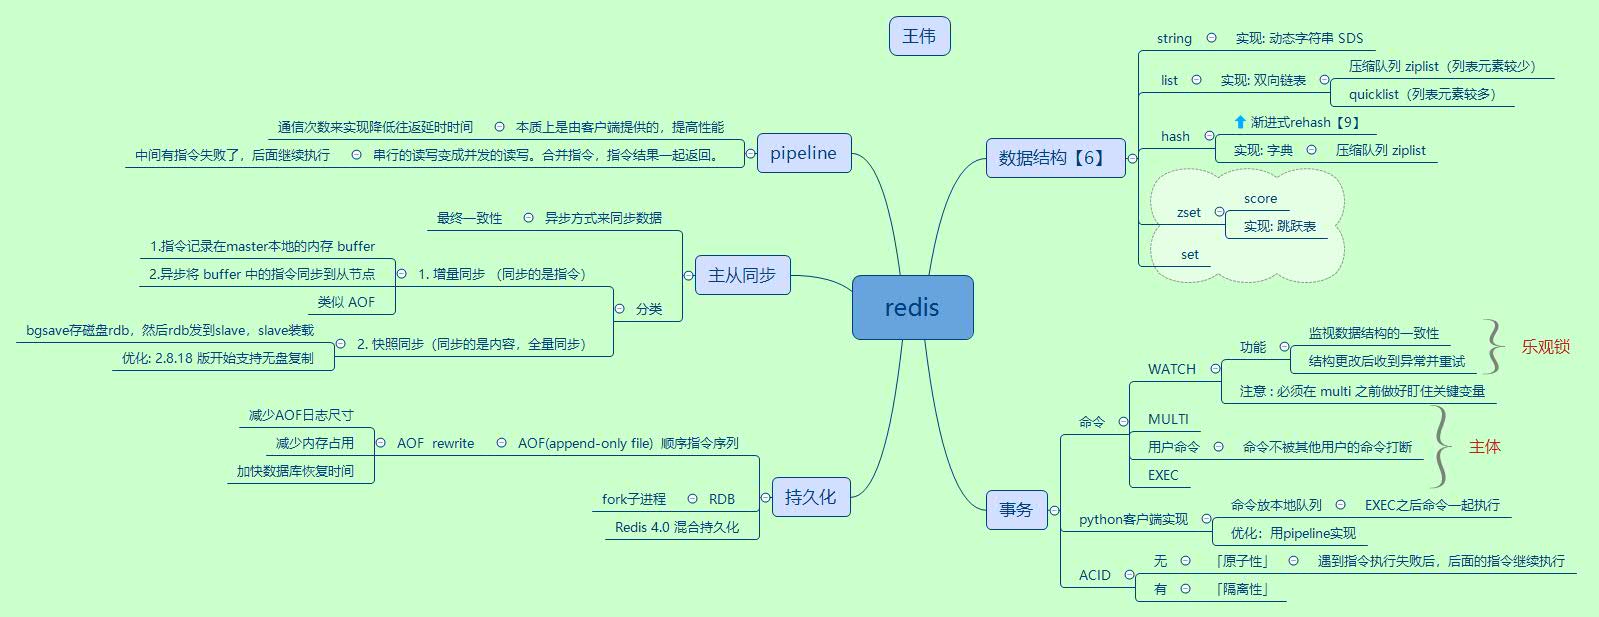 王伟
redis
数据结构【6】
string
实现: 动态字符串 SDS
list
实现: 双向链表
压缩队列 ziplist（列表元素较少）
quicklist（列表元素较多）
hash
渐进式rehash【9】
实现: 字典
压缩队列 ziplist
zset
score
实现: 跳跃表
set
事务
命令
WATCH
功能
监视数据结构的一致性
结构更改后收到异常并重试
乐观锁
注意 : 必须在 multi 之前做好盯住关键变量
MULTI
用户命令
命令不被其他用户的命令打断
EXEC
主体
python客户端实现
命令放本地队列
EXEC之后命令一起执行
优化：用pipeline实现
ACID
无
「原子性」
遇到指令执行失败后，后面的指令继续执行
有
「隔离性」
pipeline
本质上是由客户端提供的，提高性能
通信次数来实现降低往返延时时间
串行的读写变成并发的读写。合并指令，指令结果一起返回。
中间有指令失败了，后面继续执行
主从同步
异步方式来同步数据
最终一致性
分类
1. 增量同步 （同步的是指令）
1.指令记录在master本地的内存 buffer
2.异步将 buffer 中的指令同步到从节点
类似 AOF
2. 快照同步（同步的是内容，全量同步）
bgsave存磁盘rdb，然后rdb发到slave，slave装载
优化: 2.8.18 版开始支持无盘复制
持久化
AOF(append-only file) 顺序指令序列
AOF rewrite
减少AOF日志尺寸
减少内存占用
加快数据库恢复时间
RDB
fork子进程
Redis 4.0 混合持久化